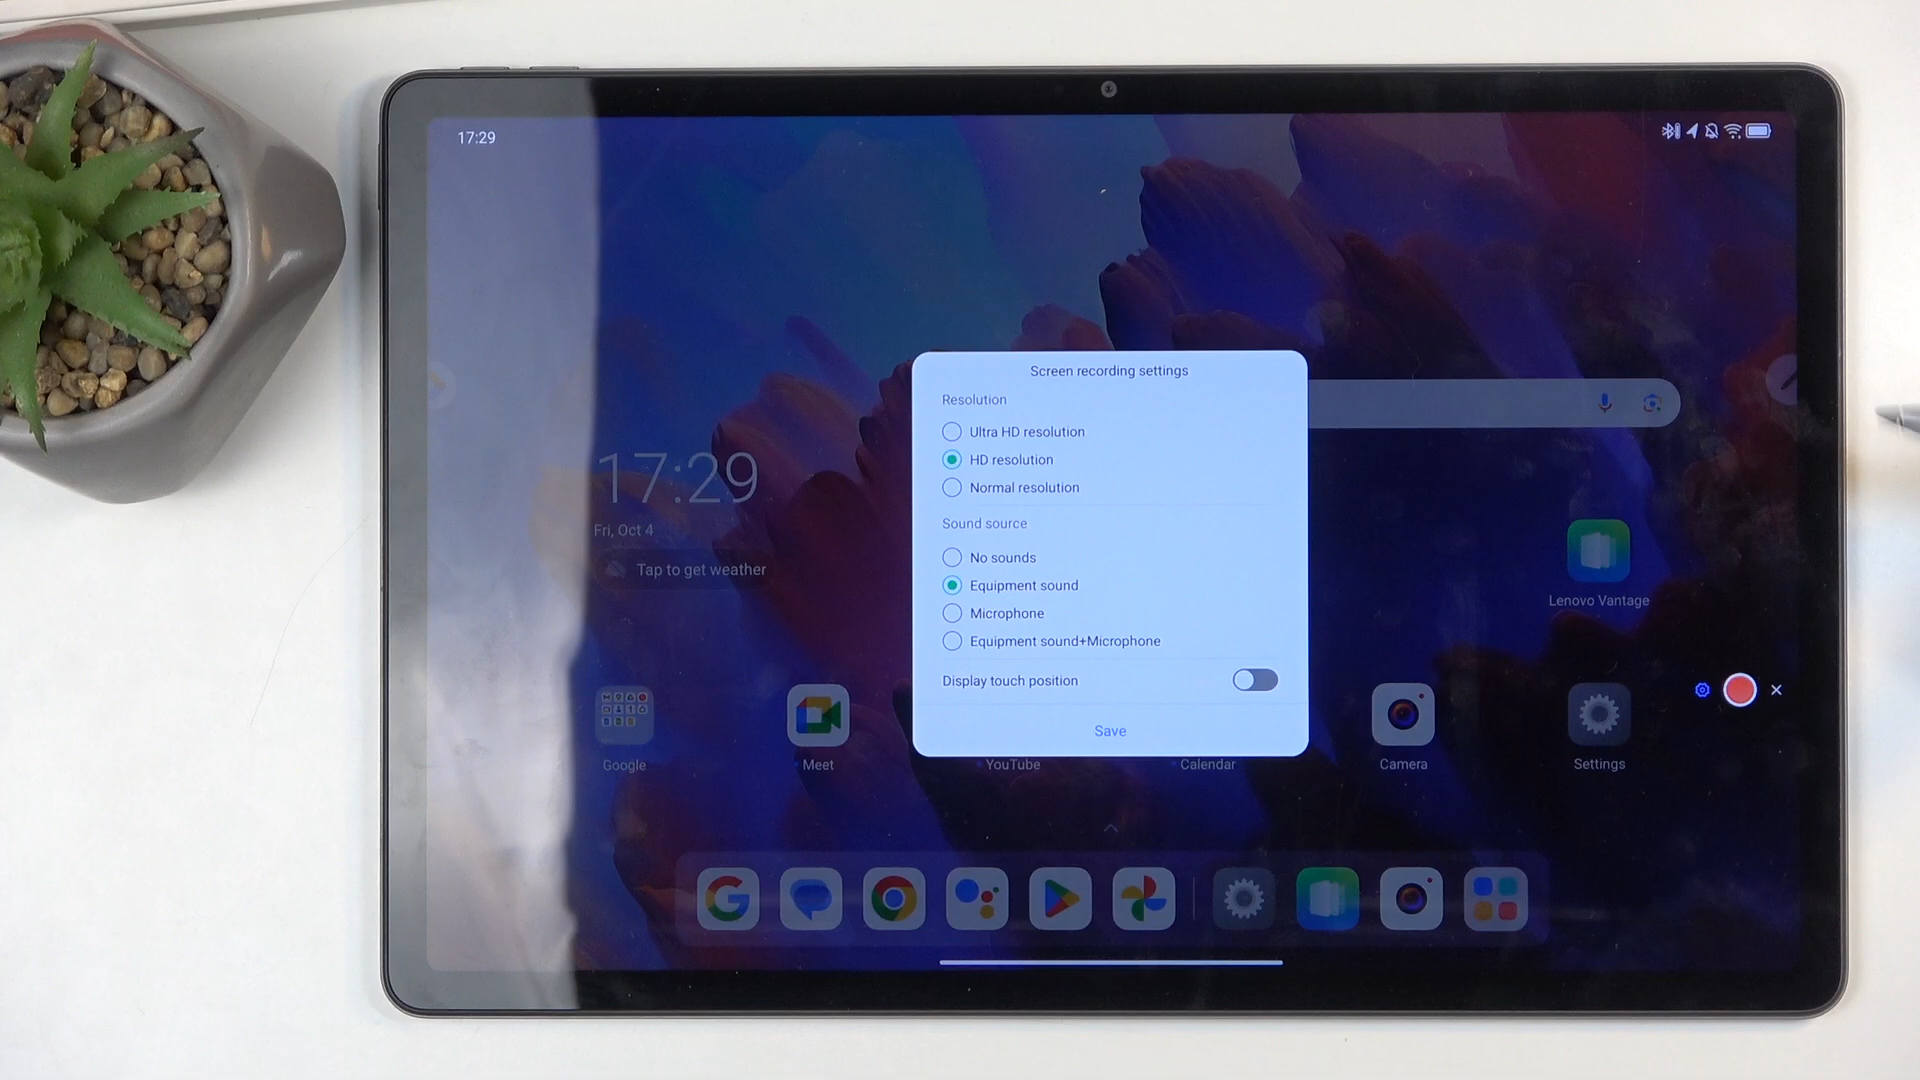 17:29
Screen recording settings
Resolution
Ultra HD resolution
HD resolution
Normal resolution
Sound source
No sounds
Equipment sound
Microphone
Equipment sound+Microphone
Display touch position
Save
17:29
Fri, Oct 4
Tap to get weather
Lenovo Vantage
Google
Meet
YouTube
Calendar
Camera
Settings